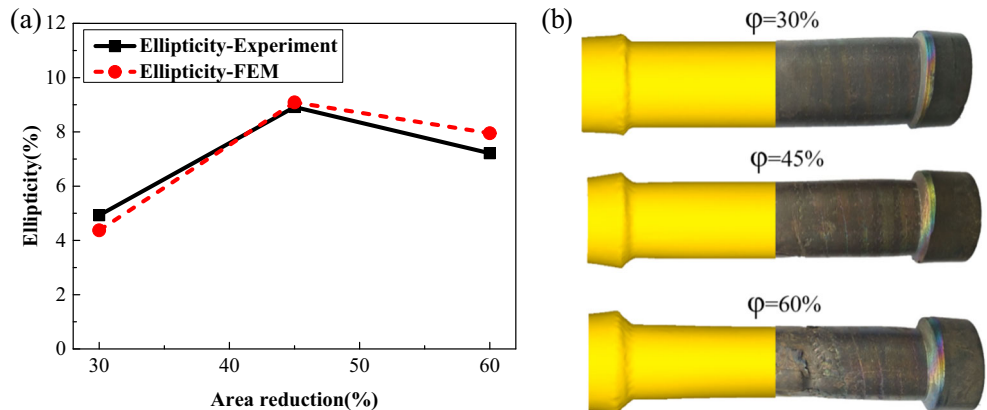 (a)
12
10
8
6
4
2
0
Ellipticity(%)
Ellipticity-Experiment
Ellipticity-FEM
30
40
50
60
Area reduction(%)
(b)
φ=30%
φ=45%
φ=60%